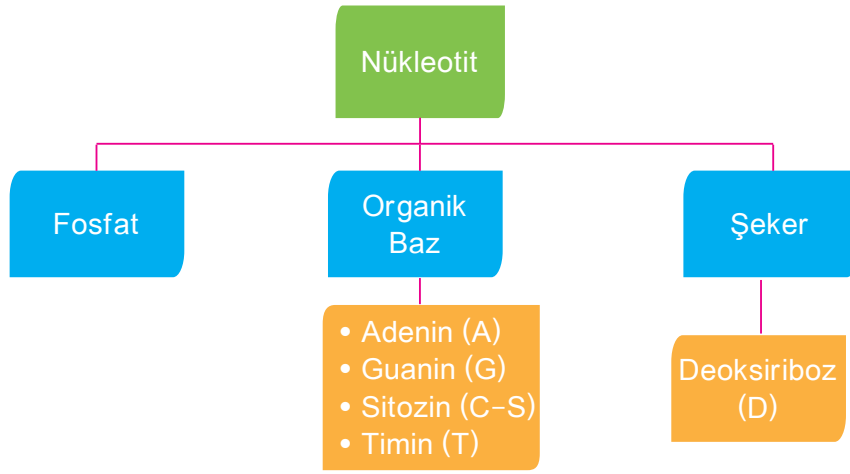 Nükleotit
Fosfat
Organik
Baz
Şeker
• Adenin (A)
• Guanin (G)
• Sitozin (C-S)
• Timin (T)
Deoksiriboz
(D)